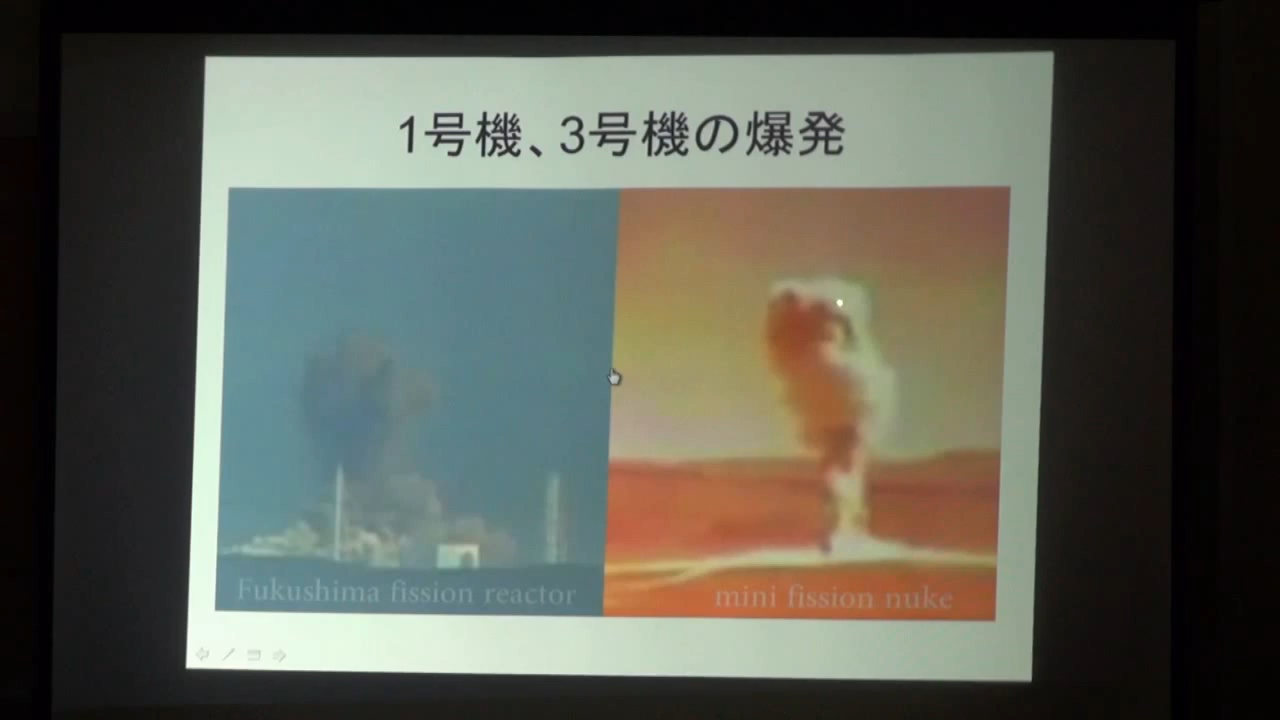 1号機、3号機の爆発
Fukushima fission reactor
mini fission nuke